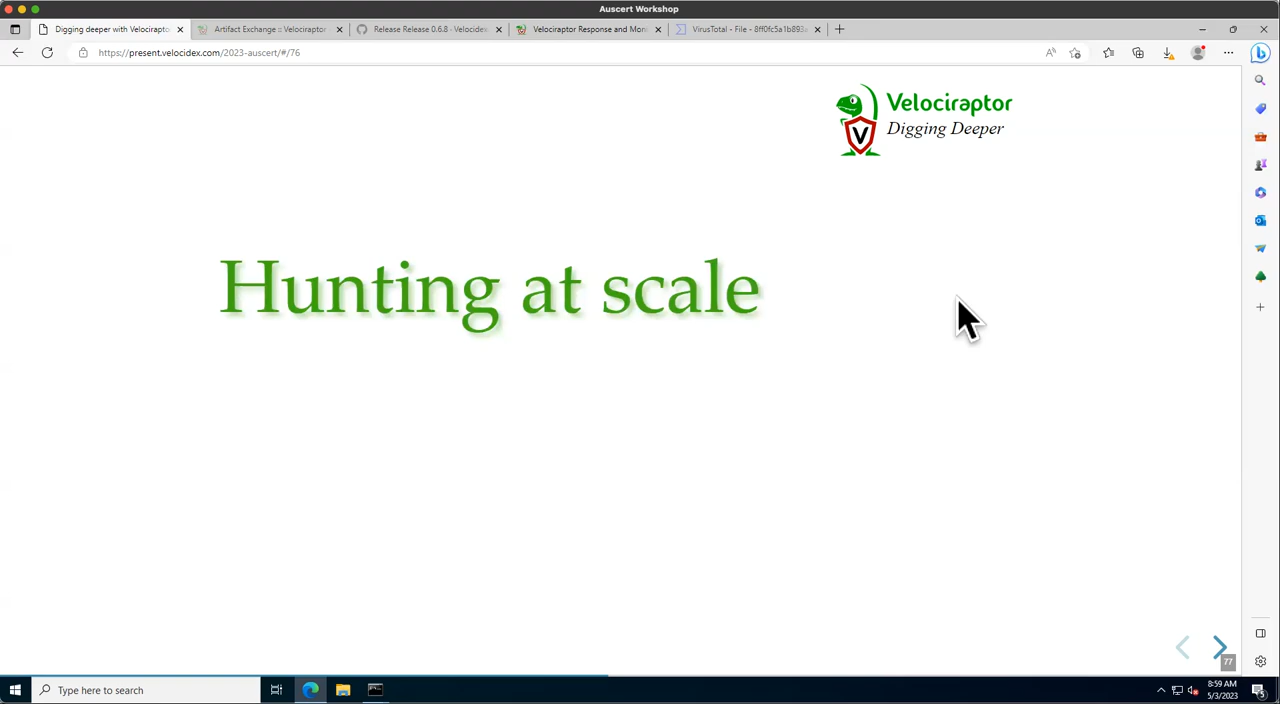 Auscert Workshop
Digging deeper with Velociraptor
Artifact Exchange :: Velociraptor
Release Release 0.6.8 · Velocidex
Velociraptor Response and Mon
VirusTotal - File - 8ff0fc5a1b893
https://present.velocidex.com/2023-auscert/#/76
Velociraptor
V
Digging Deeper
Hunting at scale
77
Type here to search
8:59 AM
5/3/2023